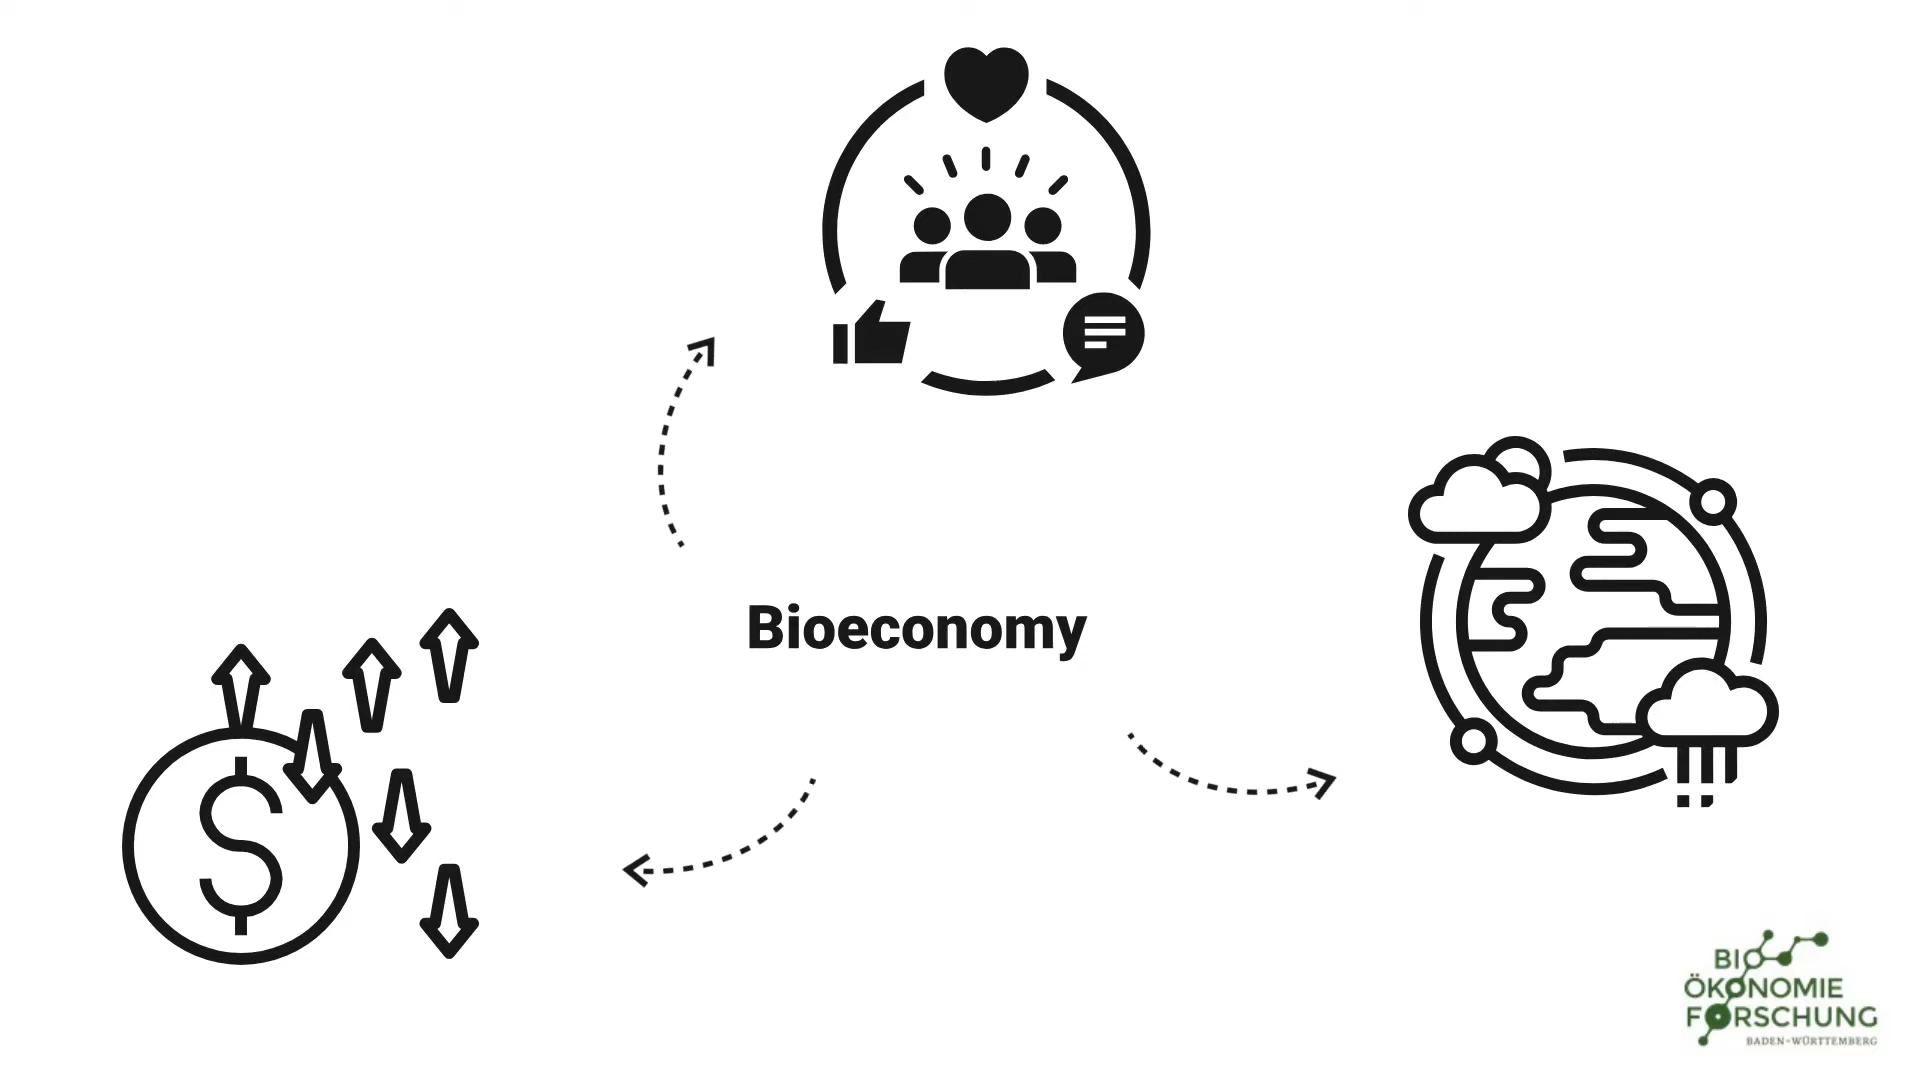 Bioeconomy
$
BIO
ÖKONOMIE
FORSCHUNG
BADEN-WÜRTTEMBERG